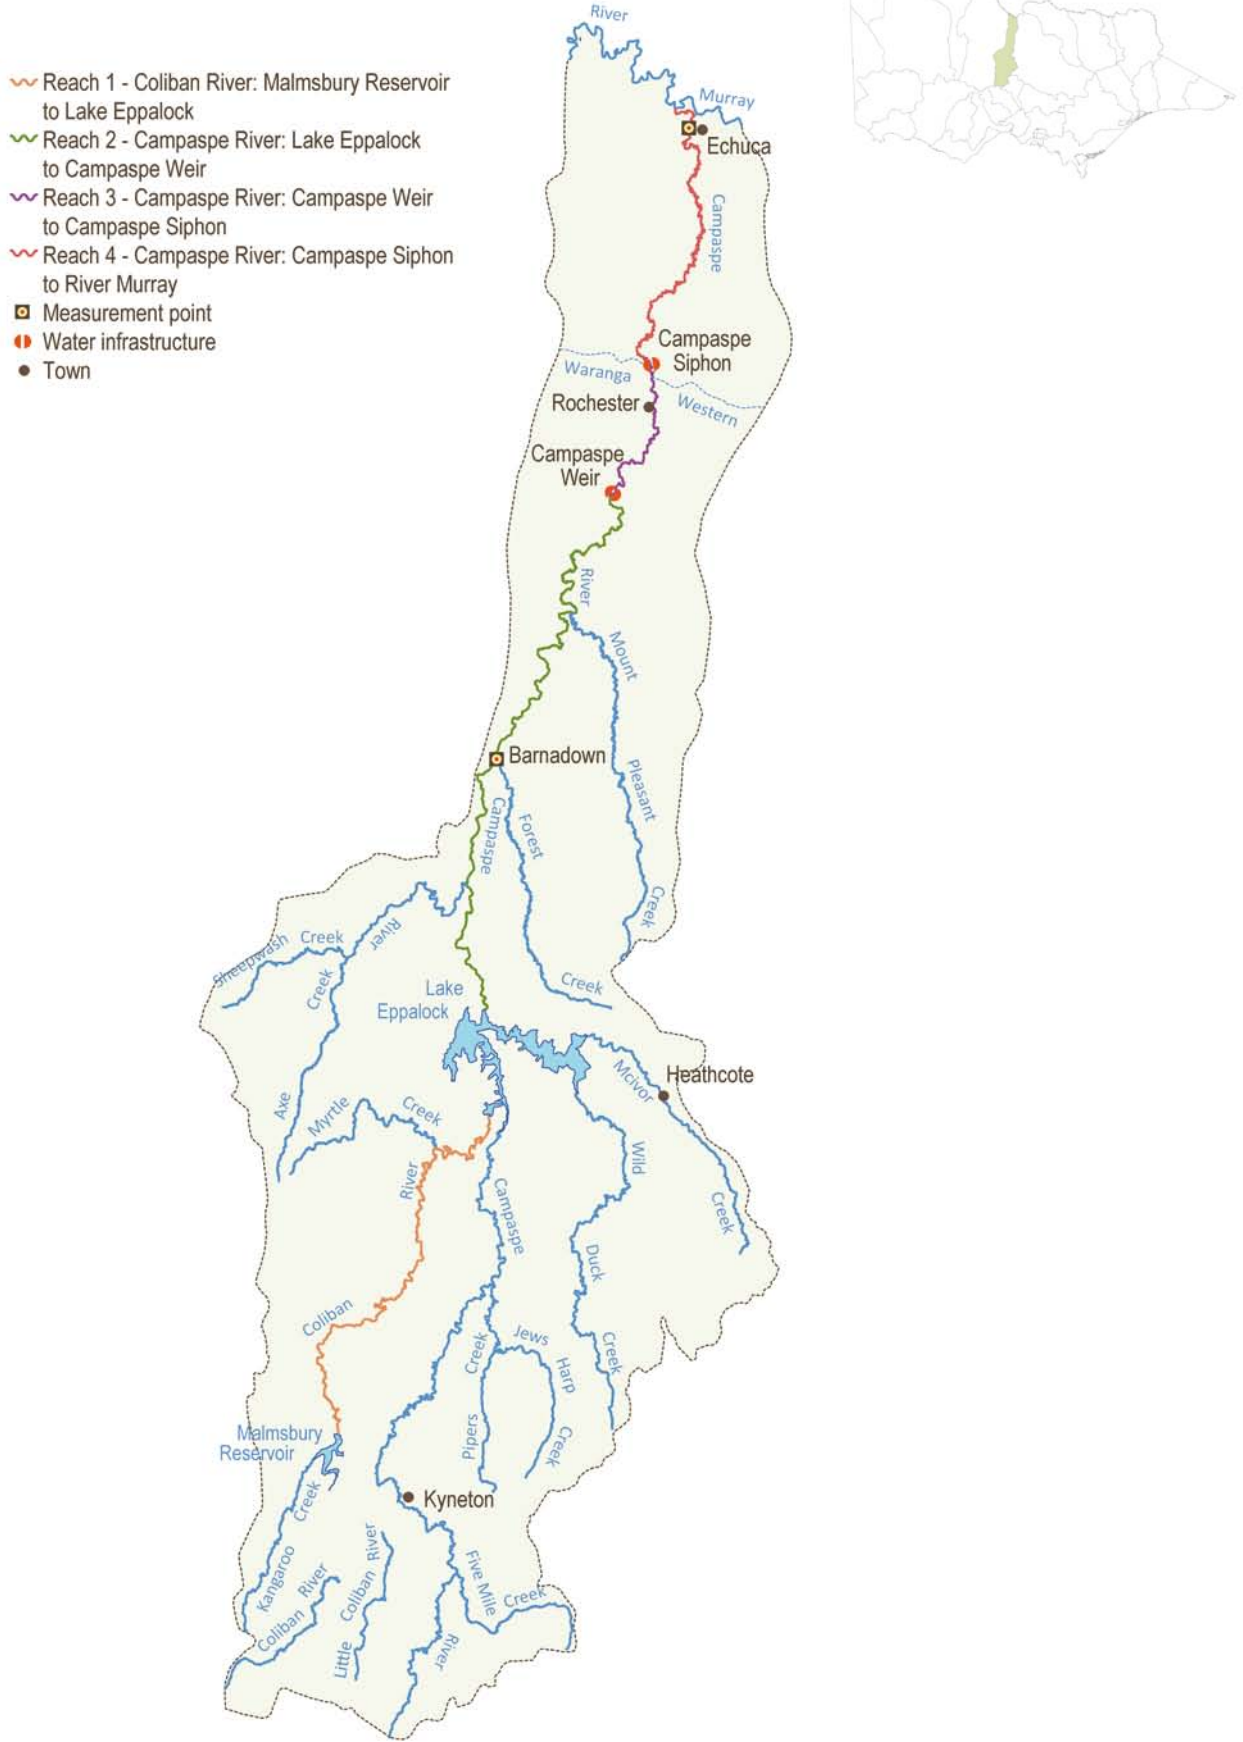 Reach 1 - Coliban River: Malmsbury Reservoir
to Lake Eppalock
Reach 2 - Campaspe River: Lake Eppalock
to Campaspe Weir
Reach 3 - Campaspe River: Campaspe Weir
to Campaspe Siphon
Reach 4 - Campaspe River: Campaspe Siphon
to River Murray
Measurement point
Water infrastructure
Town
River
Murray
Echuca
Campaspe
Campaspe
Siphon
Waranga
Western
Rochester
Campaspe
Weir
River
Mount
Pleasant
Creek
Barnadown
Campaspe
Forest
Creek
River
Sheepwash
Creek
Creek
Axe
Lake
Eppalock
Mcivor
Heathcote
Creek
Myrtle
Creek
River
Coliban
Campaspe
Wild
Duck
Creek
Creek
Pipers
Jews
Harp
Creek
Malmsbury
Reservoir
Creek
Kangaroo
Kyneton
River
Coliban
River
Coliban
Little
Five Mile
Creek
River